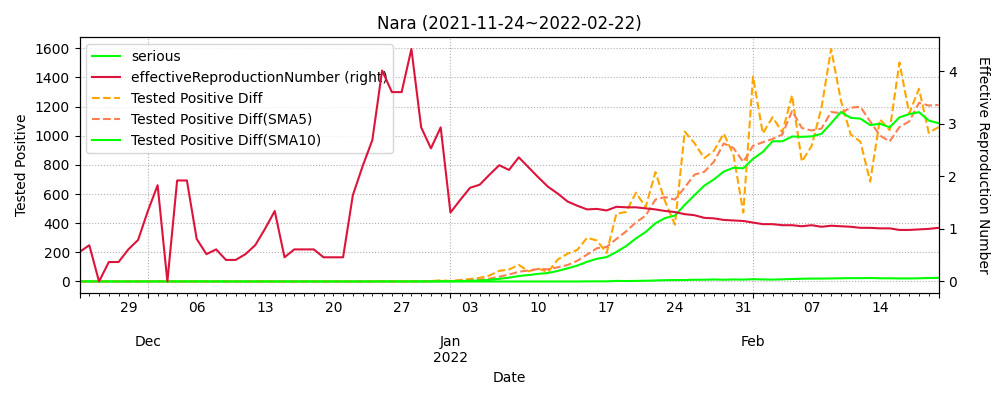 Nara (2021-11-24~2022-02-22)
serious
effectiveReproductionNumber (right)
Tested Positive Diff
Tested Positive Diff(SMA5)
Tested Positive Diff(SMA10)
Tested Positive
1600
1400
1200
1000
800
600
400
200
0
4
3
2
1
0
Effective Reproduction Number
29 06 13 20 27 03 10 17 24 31 07 14
Dec Jan Feb
2022
Date